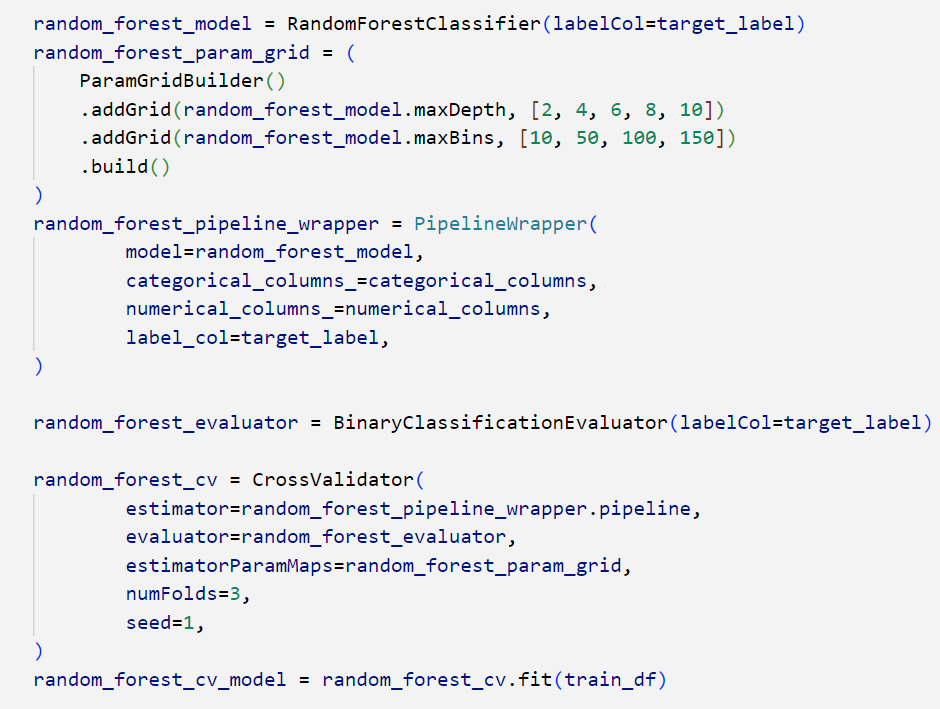 random_forest_model = RandomForestClassifier(labelCol=target_label)
random_forest_param_grid = (
    ParamGridBuilder()
    .addGrid(random_forest_model.maxDepth, [2, 4, 6, 8, 10])
    .addGrid(random_forest_model.maxBins, [10, 50, 100, 150])
    .build()
)
random_forest_pipeline_wrapper = PipelineWrapper(
        model=random_forest_model,
        categorical_columns_=categorical_columns,
        numerical_columns_=numerical_columns,
        label_col=target_label,
)
random_forest_evaluator = BinaryClassificationEvaluator(labelCol=target_label)
random_forest_cv = CrossValidator(
        estimator=random_forest_pipeline_wrapper.pipeline,
        evaluator=random_forest_evaluator,
        estimatorParamMaps=random_forest_param_grid,
        numFolds=3,
        seed=1,
)
random_forest_cv_model = random_forest_cv.fit(train_df)